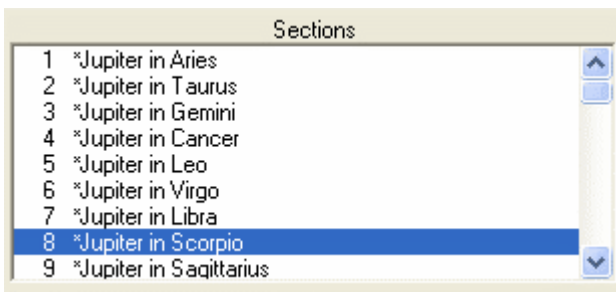 Sections
1 *Jupiter in Aries
2 *Jupiter in Taurus
3 *Jupiter in Gemini
4 *Jupiter in Cancer
5 *Jupiter in Leo
6 *Jupiter in Virgo
7 *Jupiter in Libra
8 *Jupiter in Scorpio
9 *Jupiter in Sagittarius